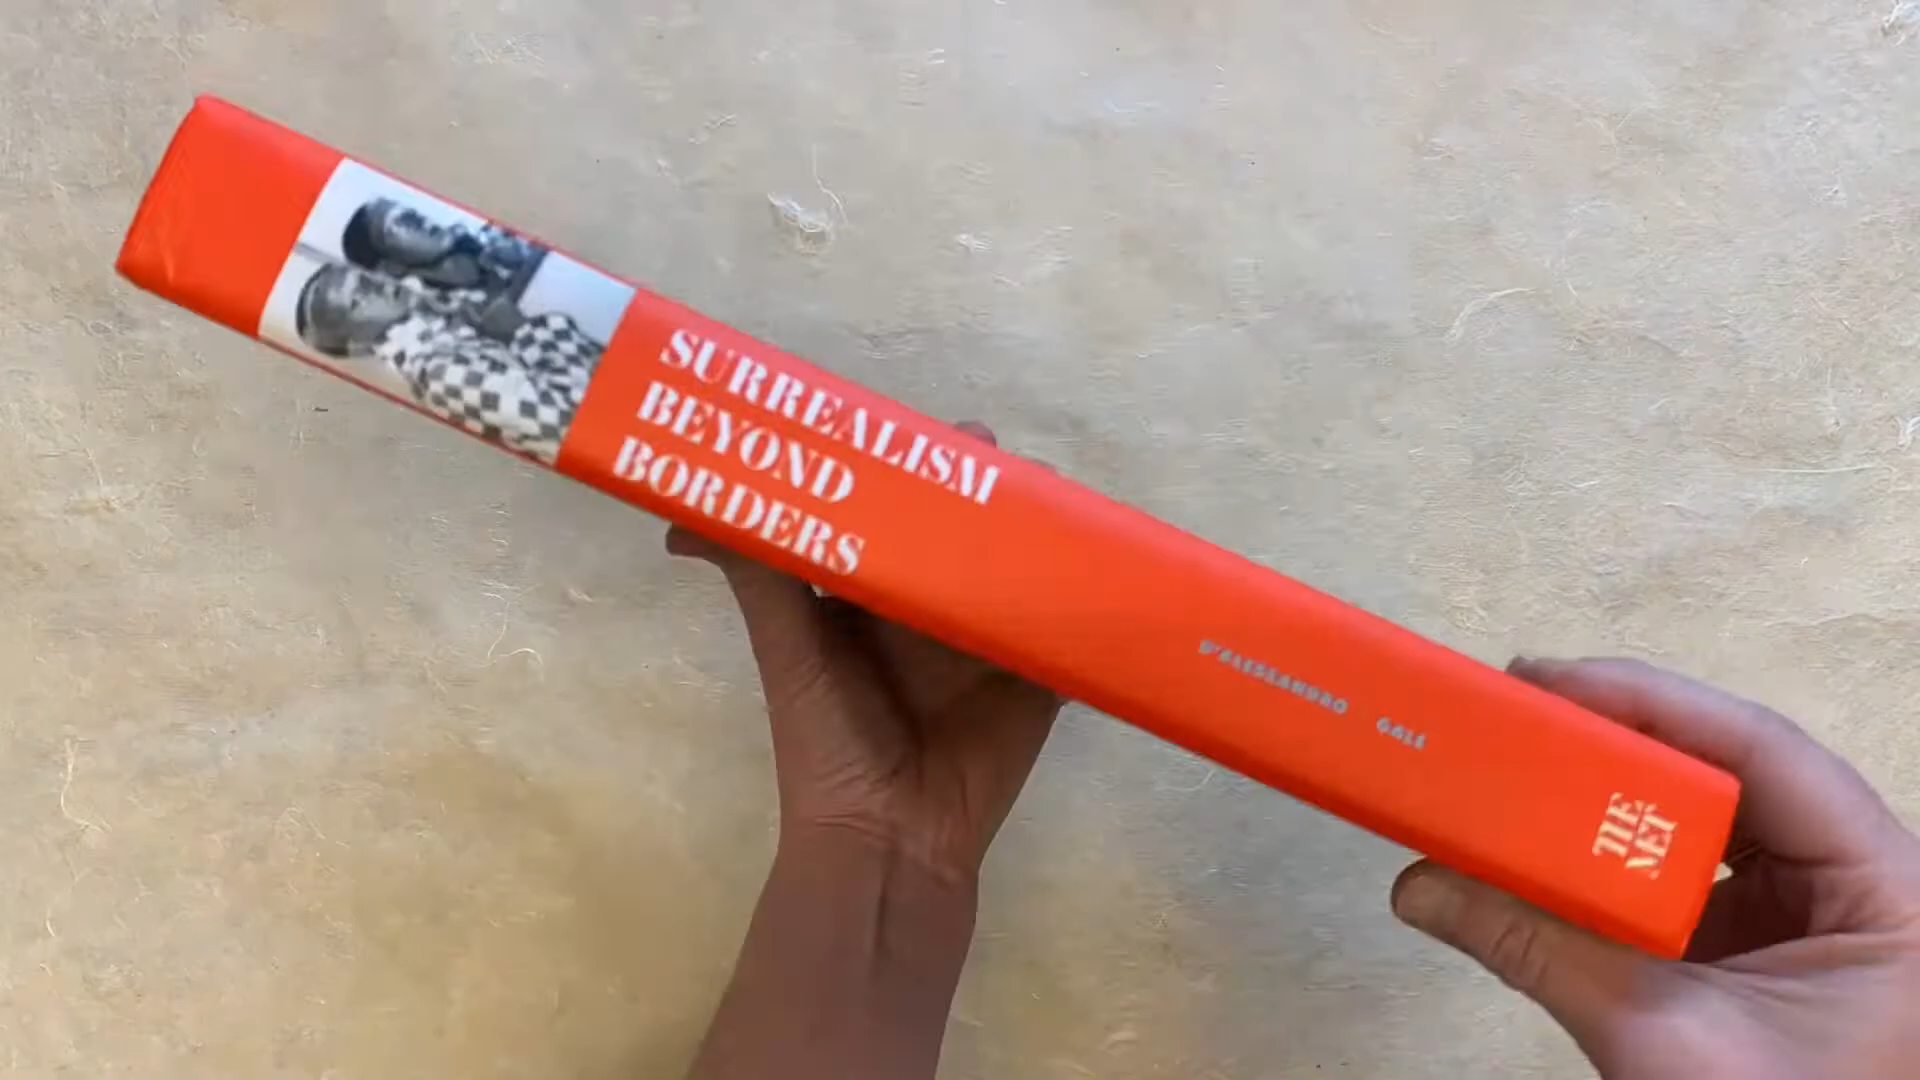 SURREALISM
BEYOND
BORDERS
D'ALESSANDRO GALE
THE
MET